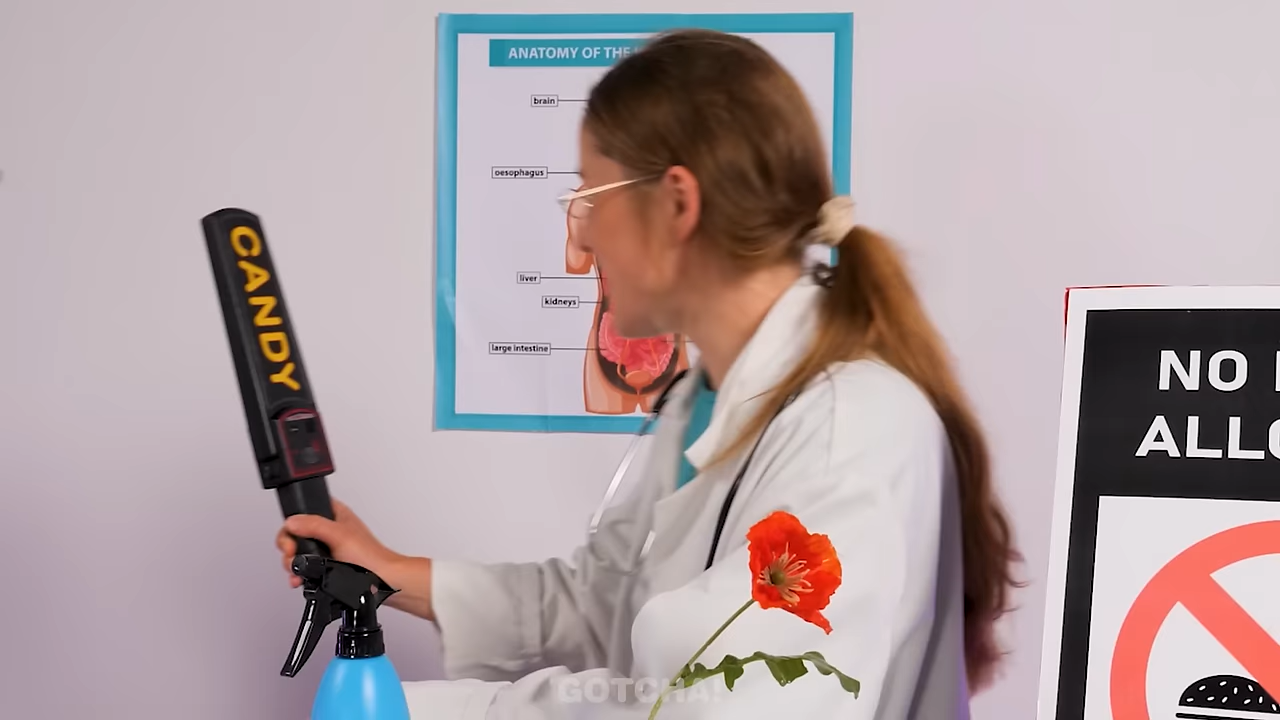 ANATOMY OF THE
brain
oesophagus
liver
kidneys
large intestine
CANDY
NO
ALLO
GOTCHA!